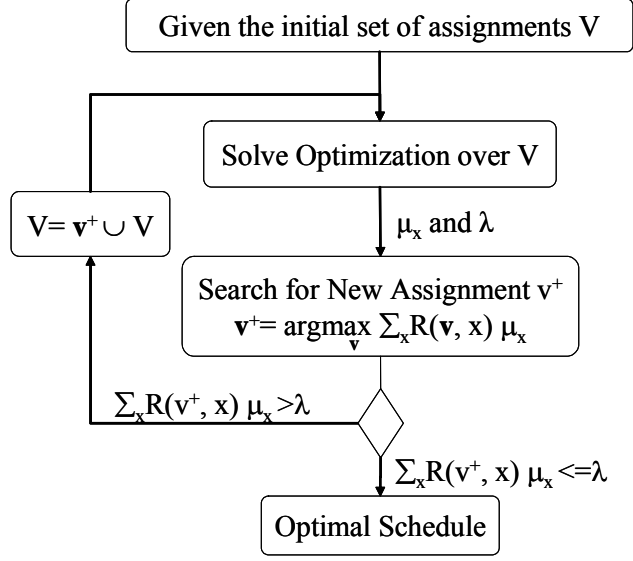 Given the initial set of assignments V
Solve Optimization over V
V= v⁺ ∪ V
μₓ and λ
Search for New Assignment v⁺
v⁺= argmax ∑ₓR(v, x) μₓ
v
∑ₓR(v⁺, x) μₓ >λ
∑ₓR(v⁺, x) μₓ <=λ
Optimal Schedule